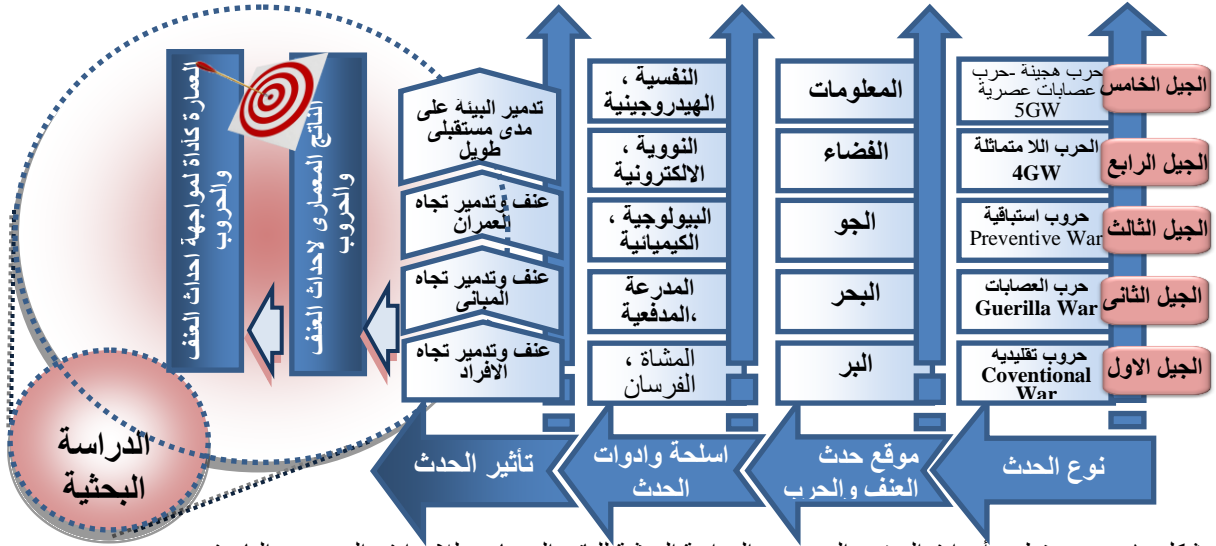 الجيل الخامس
حرب هجينة -حرب
عصابات عصرية
5GW
المعلومات
النفسية ،
الهيدروجينية
تدمير البيئة على
مدى مستقبلى
طويل
الجيل الرابع
الحرب اللا متماثلة
4GW
الفضاء
النووية ،
الالكترونية
الجيل الثالث
حروب استباقية
Preventive War
الجو
البيولوجية ،
الكيميائية
عنف وتدمير تجاه
العمران
الجيل الثانى
حرب العصابات
Guerilla War
البحر
المدرعة
،المدفعية
عنف وتدمير تجاه
المبانى
الجيل الاول
حروب تقليديه
Coventional
War
البر
المشاة ،
الفرسان
عنف وتدمير تجاه
الافراد
الناتج المعمارى لاحداث العنف
والحروب
العمارة كاداة لمواجهة احداث العنف
والحروب
نوع الحدث
موقع حدث
العنف والحرب
اسلحة وادوات
الحدث
تأثير الحدث
الدراسة
البحثية